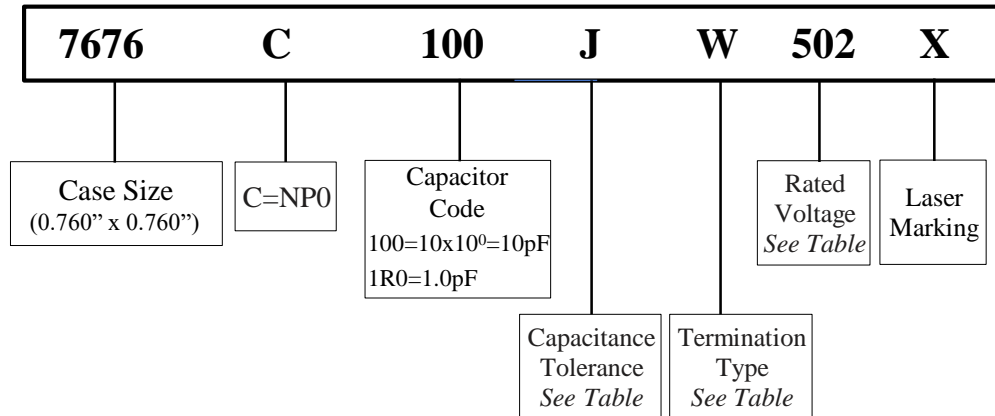 7676 C 100 J W 502 X
Case Size
(0.760” x 0.760”)
C=NP0
Capacitor
Code
100=10x10⁰=10pF
1R0=1.0pF
Rated
Voltage
See Table
Laser
Marking
Capacitance
Tolerance
See Table
Termination
Type
See Table